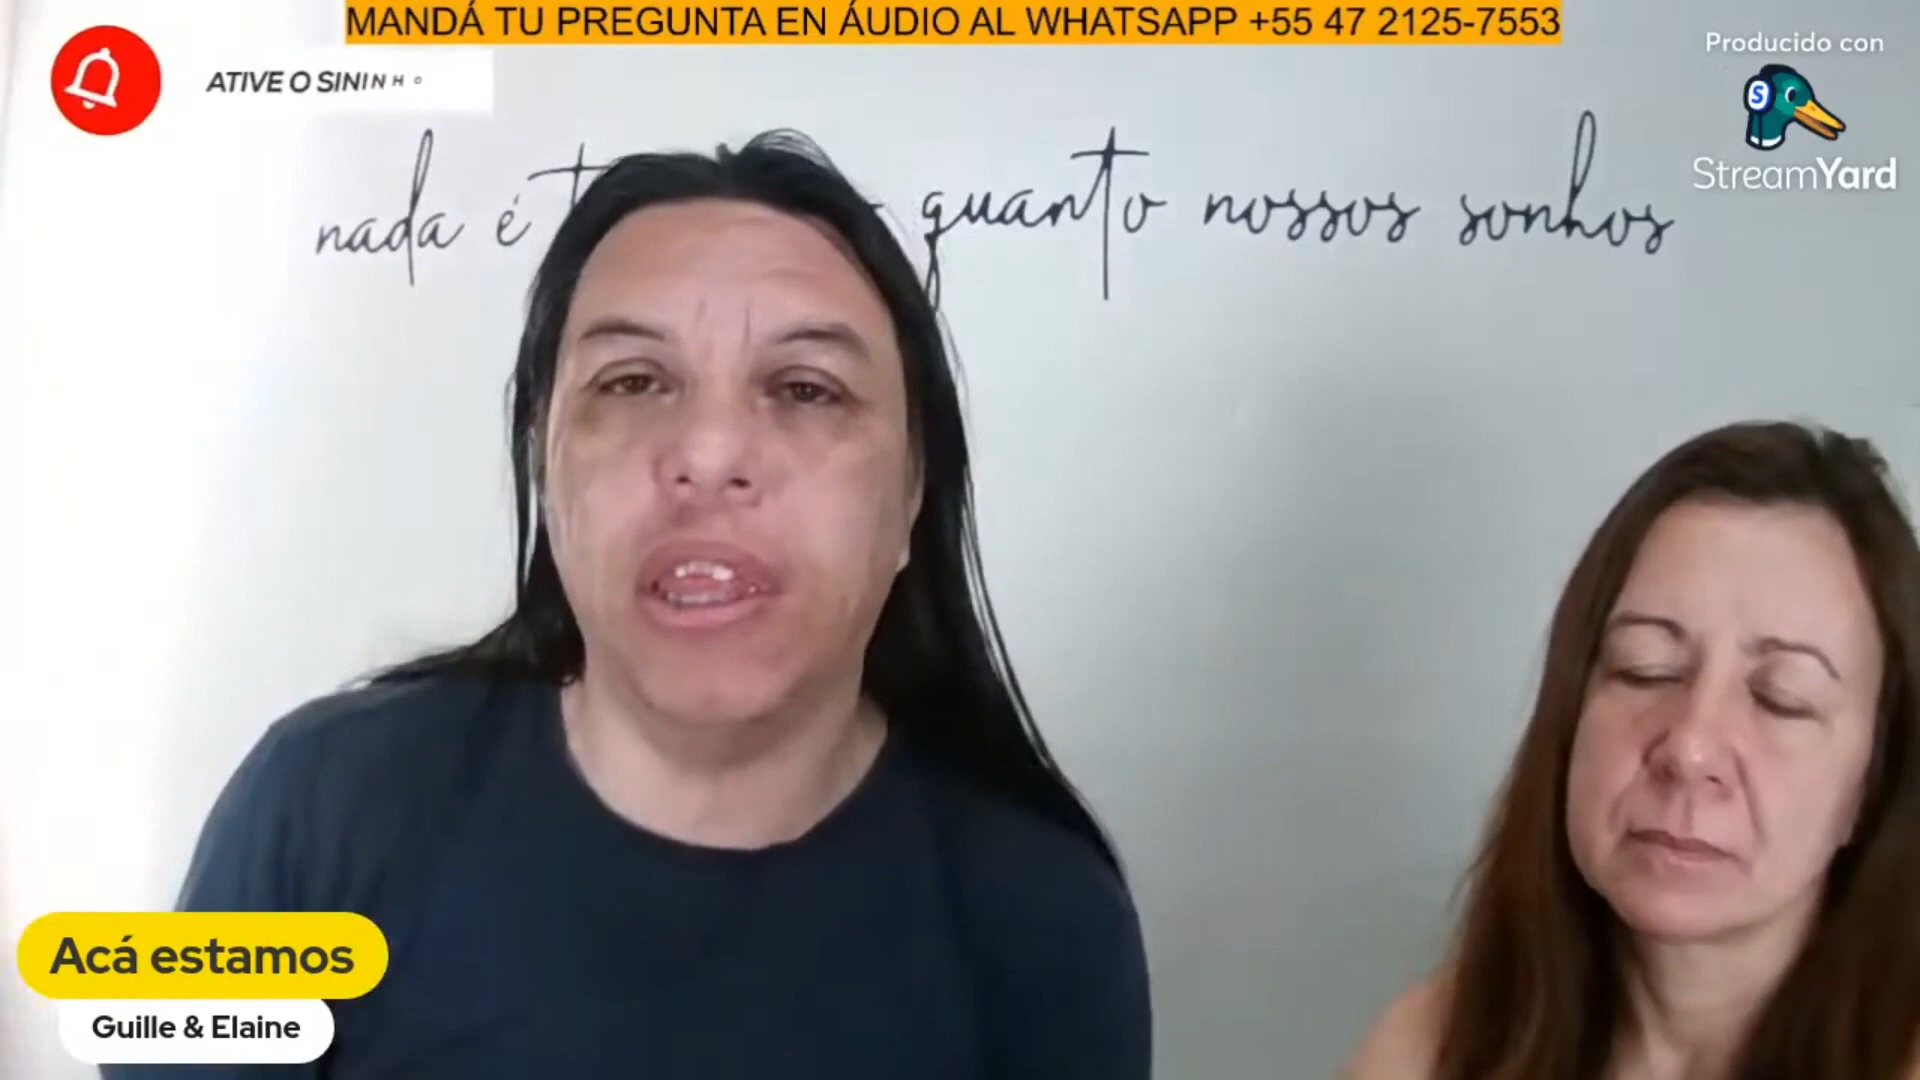 MANDÁ TU PREGUNTA EN ÁUDIO AL WHATSAPP +55 47 2125-7553
Producido con
ATIVE O SININHO
S
StreamYard
nada é quanto nossos sonhos
Acá estamos
Guille & Elaine